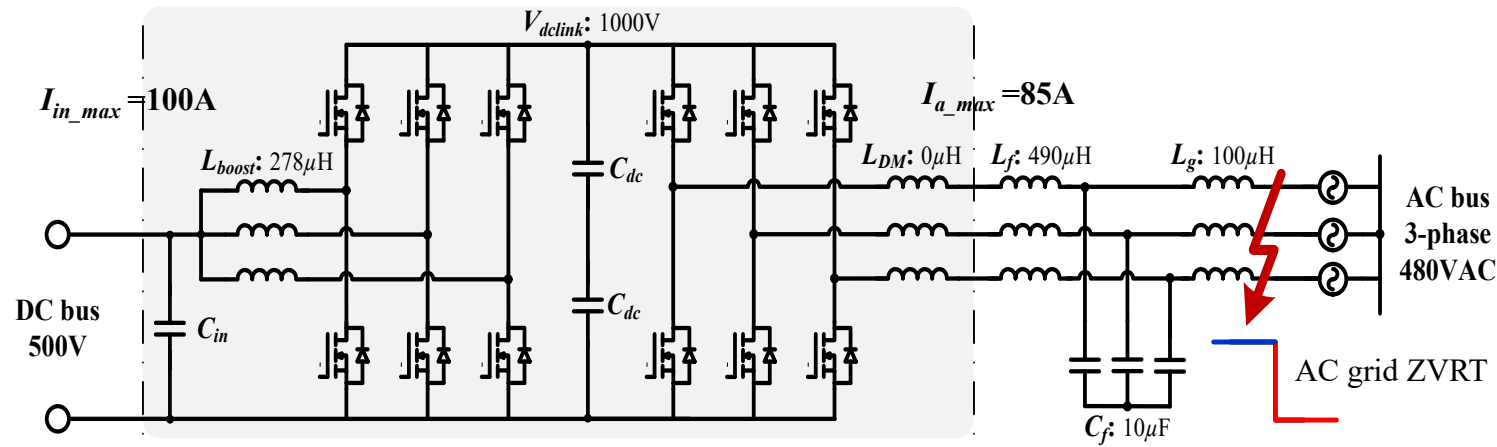 V_dclink: 1000V
I_in_max =100A
I_a_max =85A
L_boost: 278μH
L_DM: 0μH
L_f: 490μH
L_g: 100μH
C_dc
AC bus
3-phase
480VAC
DC bus
500V
C_in
C_dc
AC grid ZVRT
C_f: 10μF